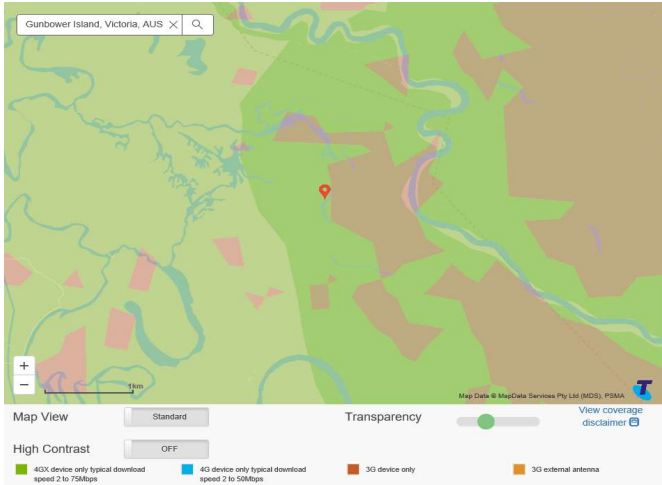 Gunbower Island, Victoria, AUS
+
−
1km
Map Data © MapData Services Pty Ltd (MDS), PSMA
Map View
Standard
Transparency
View coverage
disclaimer
High Contrast
OFF
4GX device only typical download
speed 2 to 75Mbps
4G device only typical download
speed 2 to 50Mbps
3G device only
3G external antenna